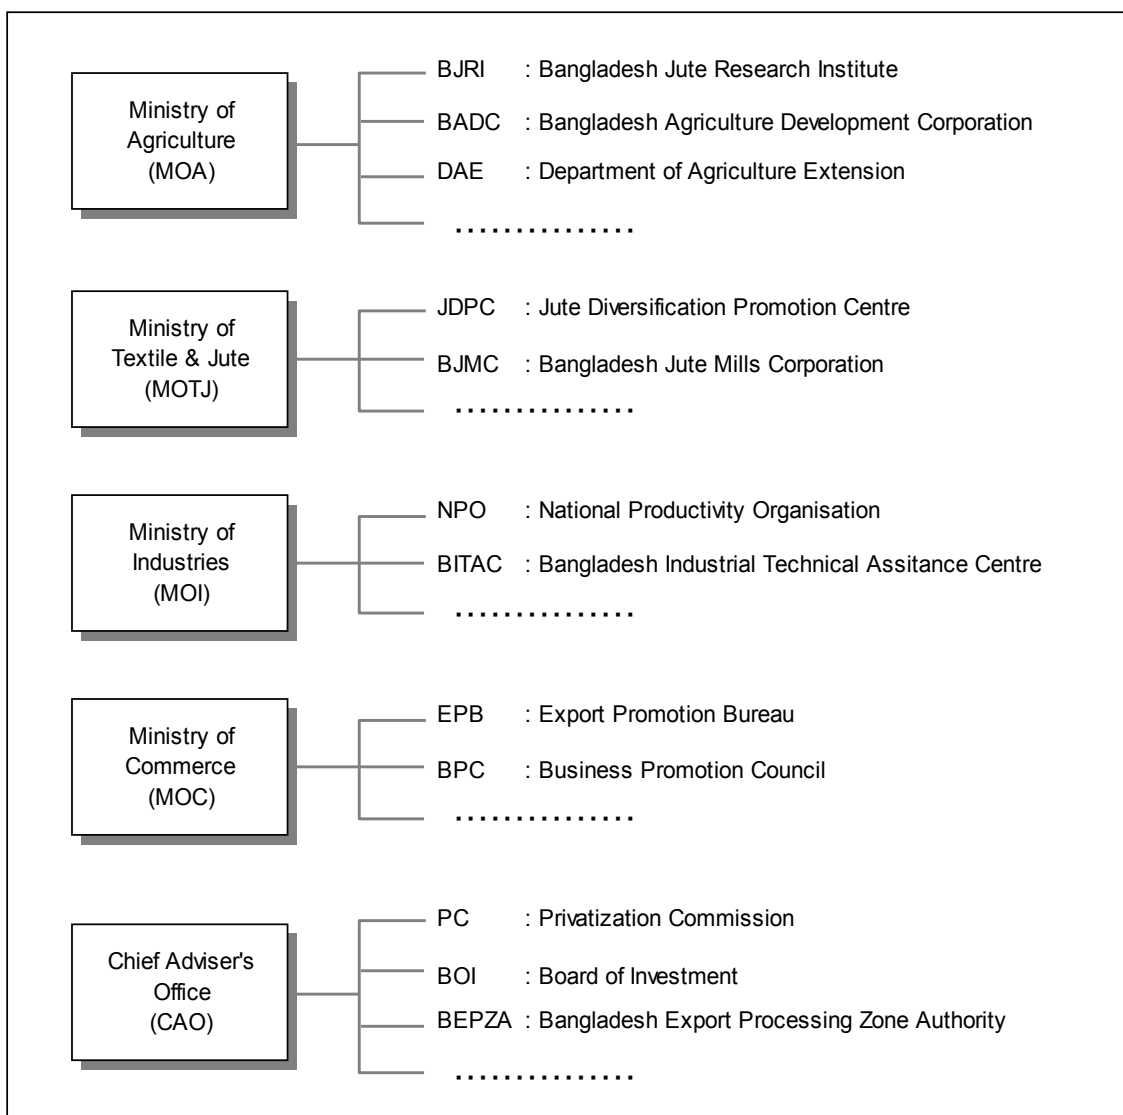 Ministry of
Agriculture
(MOA)
BJRI : Bangladesh Jute Research Institute
BADC : Bangladesh Agriculture Development Corporation
DAE : Department of Agriculture Extension
...............
Ministry of
Textile & Jute
(MOTJ)
JDPC : Jute Diversification Promotion Centre
BJMC : Bangladesh Jute Mills Corporation
...............
Ministry of
Industries
(MOI)
NPO : National Productivity Organisation
BITAC : Bangladesh Industrial Technical Assitance Centre
...............
Ministry of
Commerce
(MOC)
EPB : Export Promotion Bureau
BPC : Business Promotion Council
...............
Chief Adviser's
Office
(CAO)
PC : Privatization Commission
BOI : Board of Investment
BEPZA : Bangladesh Export Processing Zone Authority
...............